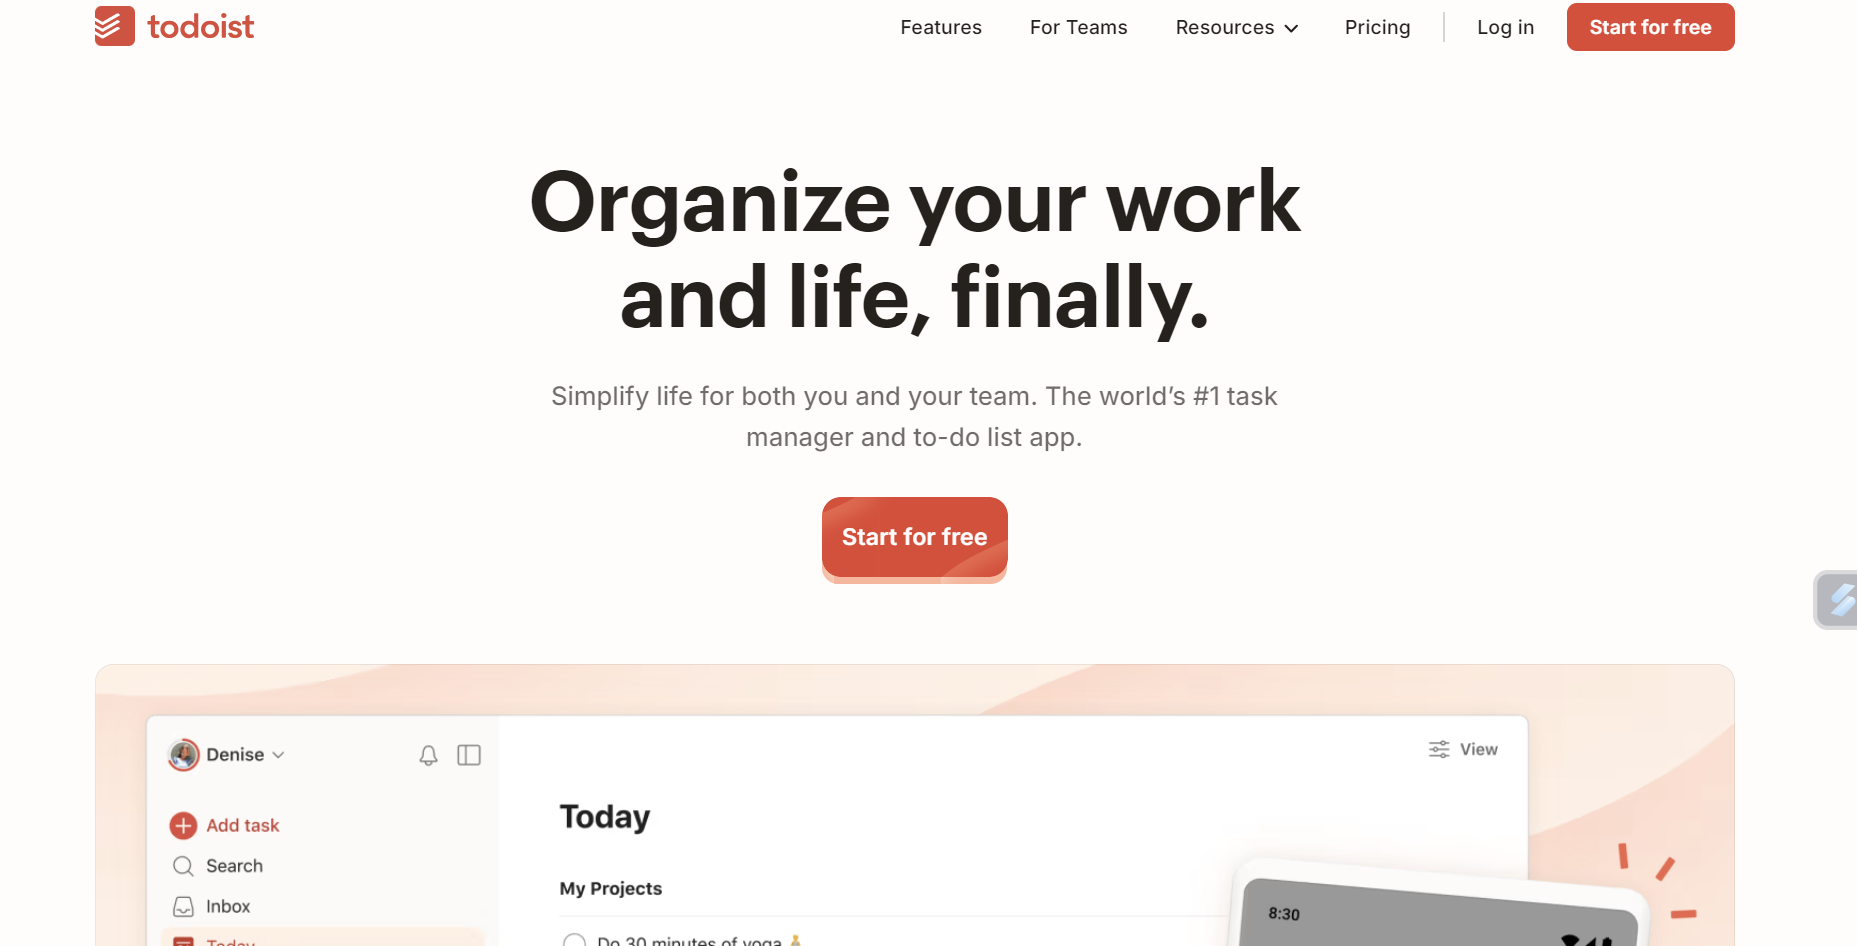 todoist
Features
For Teams
Resources
Pricing
Log in
Start for free
Organize your work
and life, finally.
Simplify life for both you and your team. The world’s #1 task
manager and to-do list app.
Start for free
Denise
View
Add task
Today
Search
My Projects
Inbox
8:30
Today
Do 30 minutes of yoga